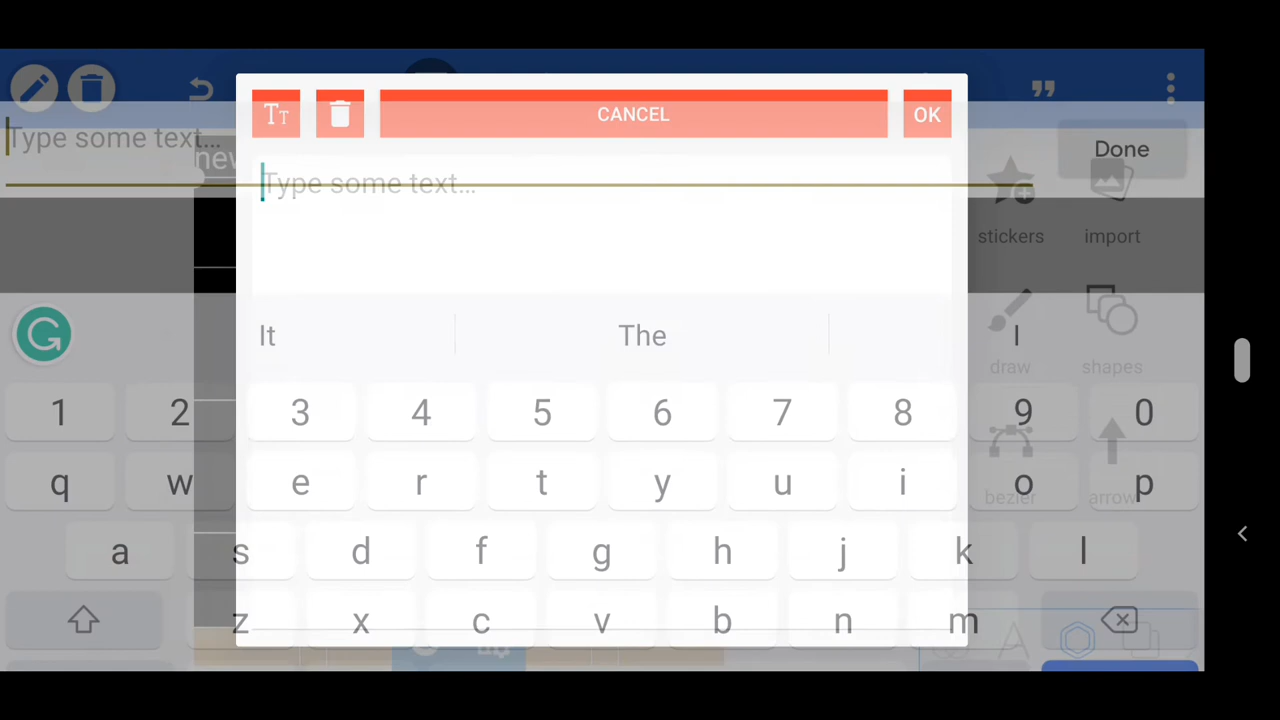 CANCEL
OK
Type some text...
new
Done
Type some text...
stickers
import
It
The
I
draw
shapes
1 2 3 4 5 6 7 8 9 0
q w e r t y u i o p
bezier
arrow
a s d f g h j k l
z x c v b n m